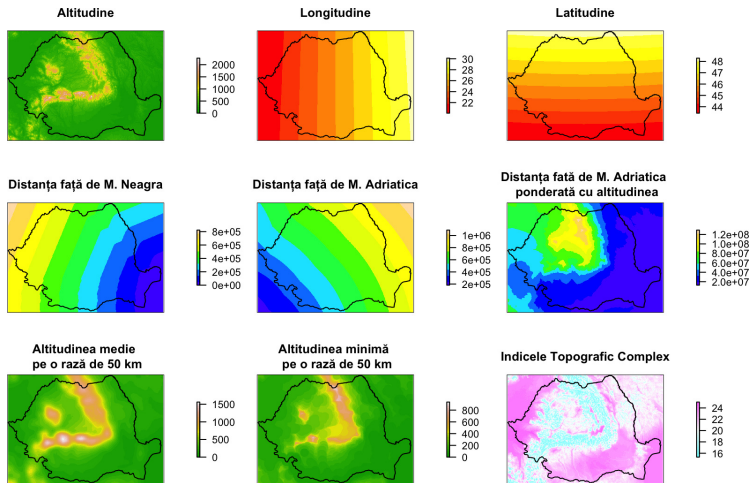 Altitudine
2000
1500
1000
500
0
Longitudine
30
28
26
24
22
Latitudine
48
47
46
45
44
Distanța față de M. Neagra
8e+05
6e+05
4e+05
2e+05
0e+00
Distanța față de M. Adriatica
1e+06
8e+05
6e+05
4e+05
2e+05
Distanța fată de M. Adriatica
ponderată cu altitudinea
1.2e+08
1.0e+08
8.0e+07
6.0e+07
4.0e+07
2.0e+07
Altitudinea medie
pe o rază de 50 km
1500
1000
500
0
Altitudinea minimă
pe o rază de 50 km
800
600
400
200
0
Indicele Topografic Complex
24
22
20
18
16